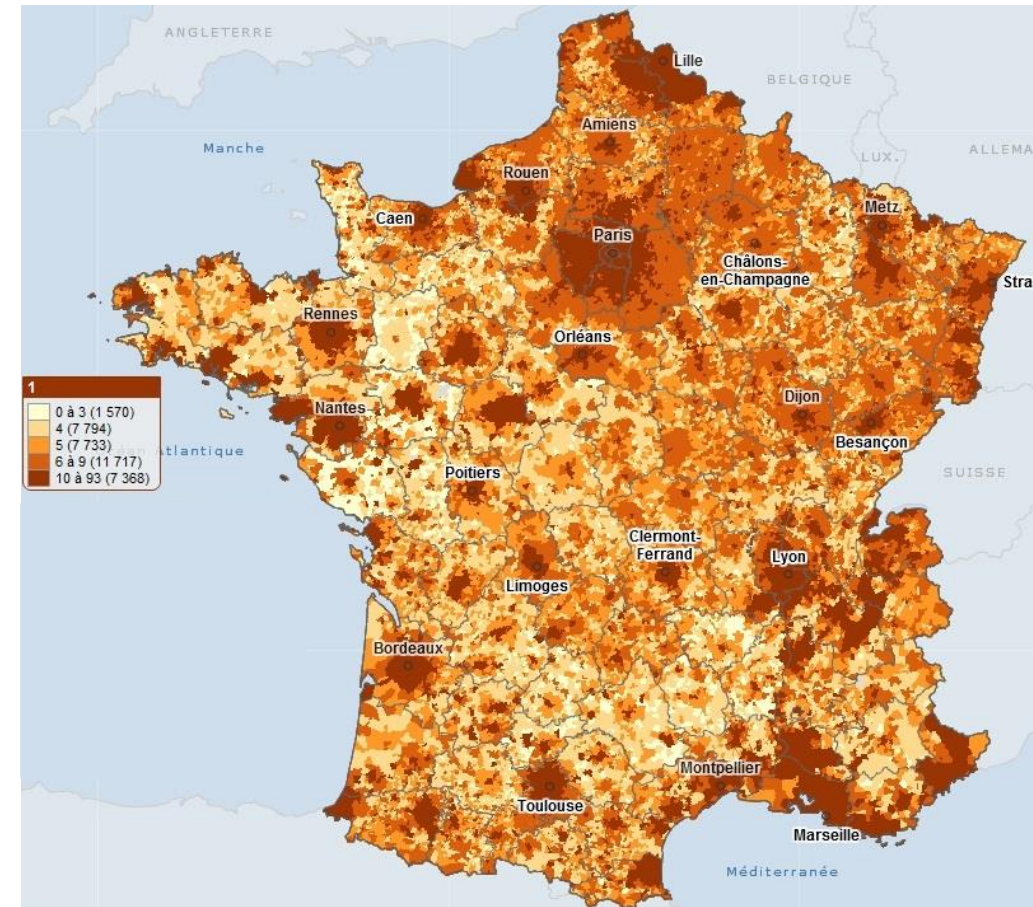 ANGLETERRE
Lille
BELGIQUE
Amiens
Manche
LUX.
ALLEMA
Rouen
Metz
Caen
Paris
Châlons-
en-Champagne
Stra
Rennes
Orléans
1
0 à 3 (1 570)
4 (7 794)
5 (7 733)
6 à 9 (11 717)
10 à 93 (7 368)
Nantes
Dijon
Atlantique
Besançon
Poitiers
SUISSE
Clermont-
Ferrand
Lyon
Limoges
Bordeaux
Montpellier
Toulouse
Marseille
Méditerranée